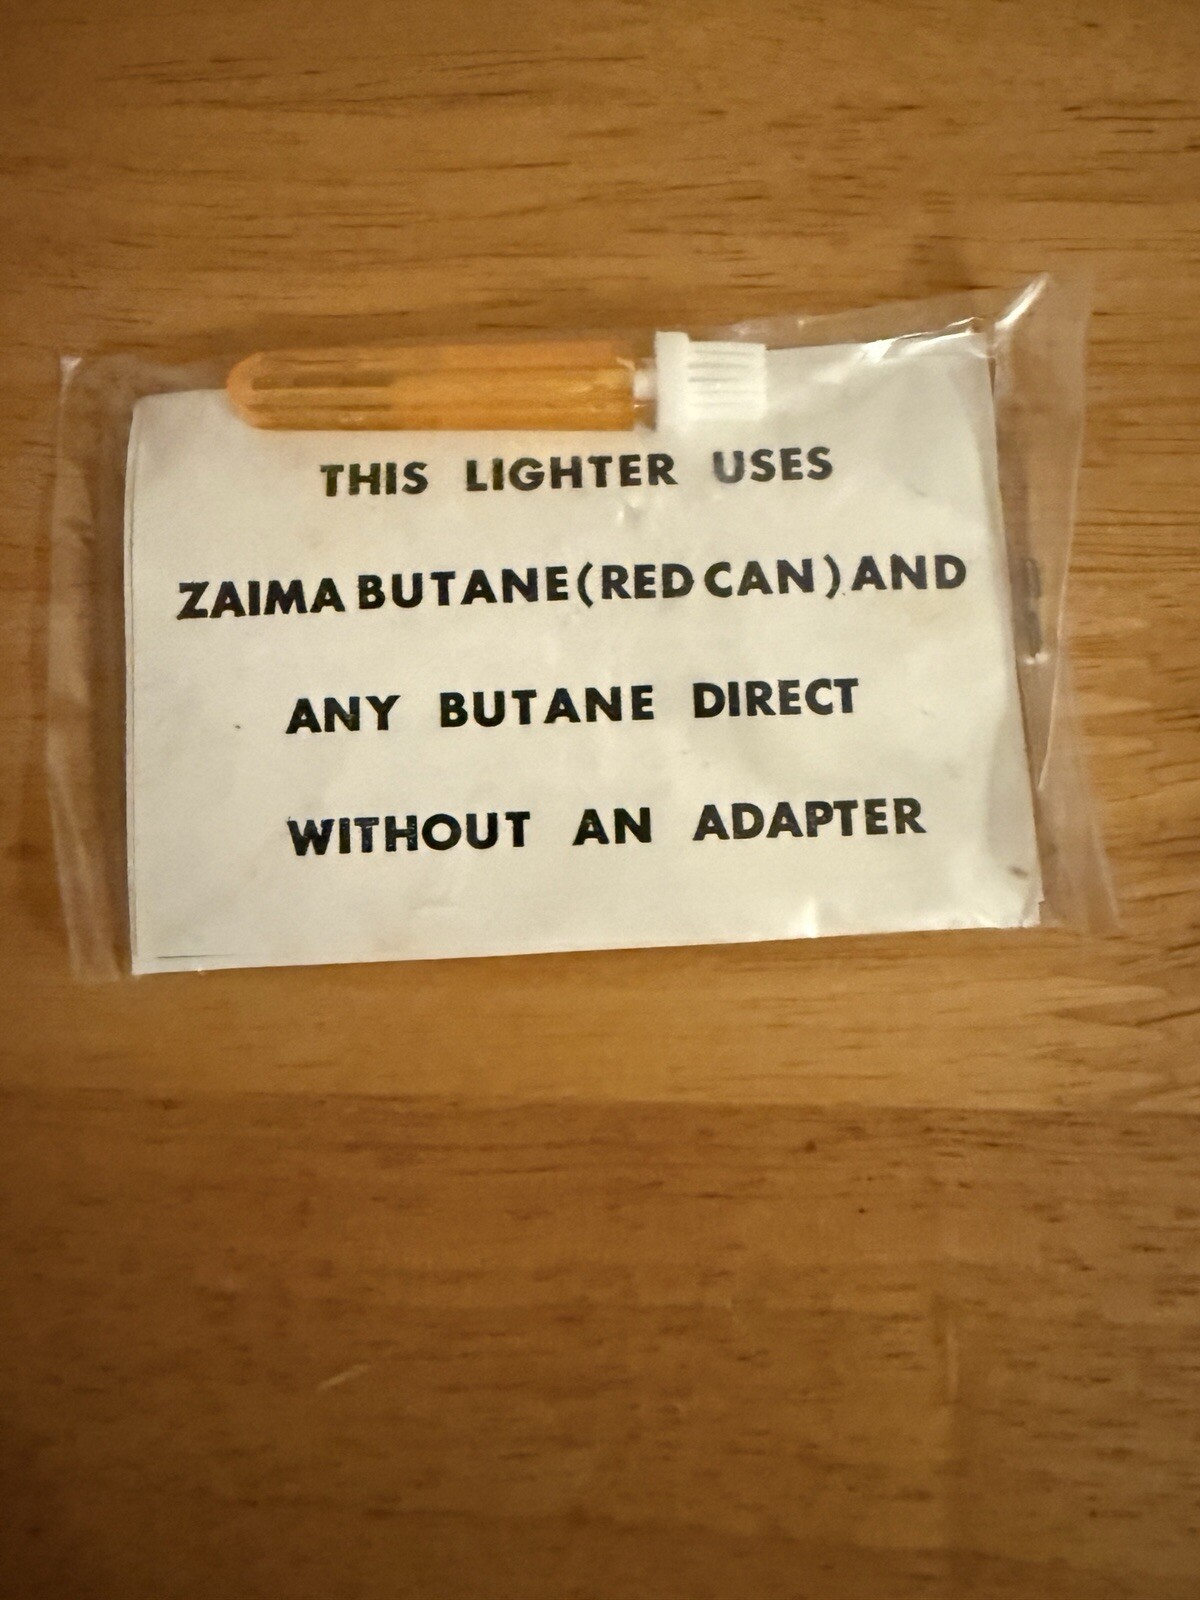 THIS LIGHTER USES
ZAIMA BUTANE (RED CAN) AND
ANY BUTANE DIRECT
WITHOUT AN ADAPTER